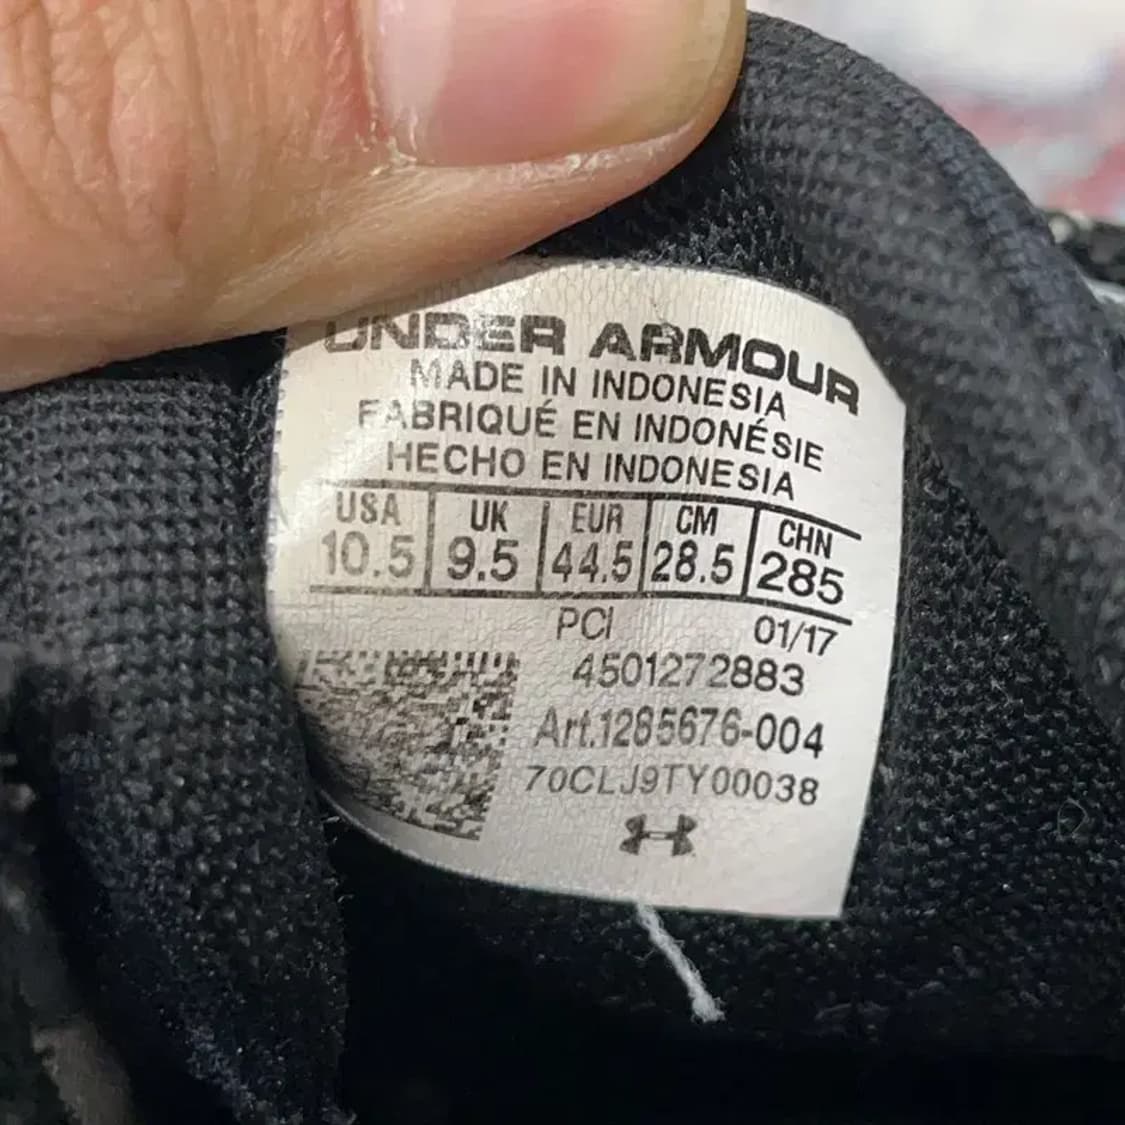 UNDER ARMOUR
MADE IN INDONESIA
FABRIQUÉ EN INDONÉSIE
HECHO EN INDONESIA
USA UK EUR CM CHN
10.5 9.5 44.5 28.5 285
PCI 01/17
4501272883
Art.1285676-004
70CLJ9TY00038